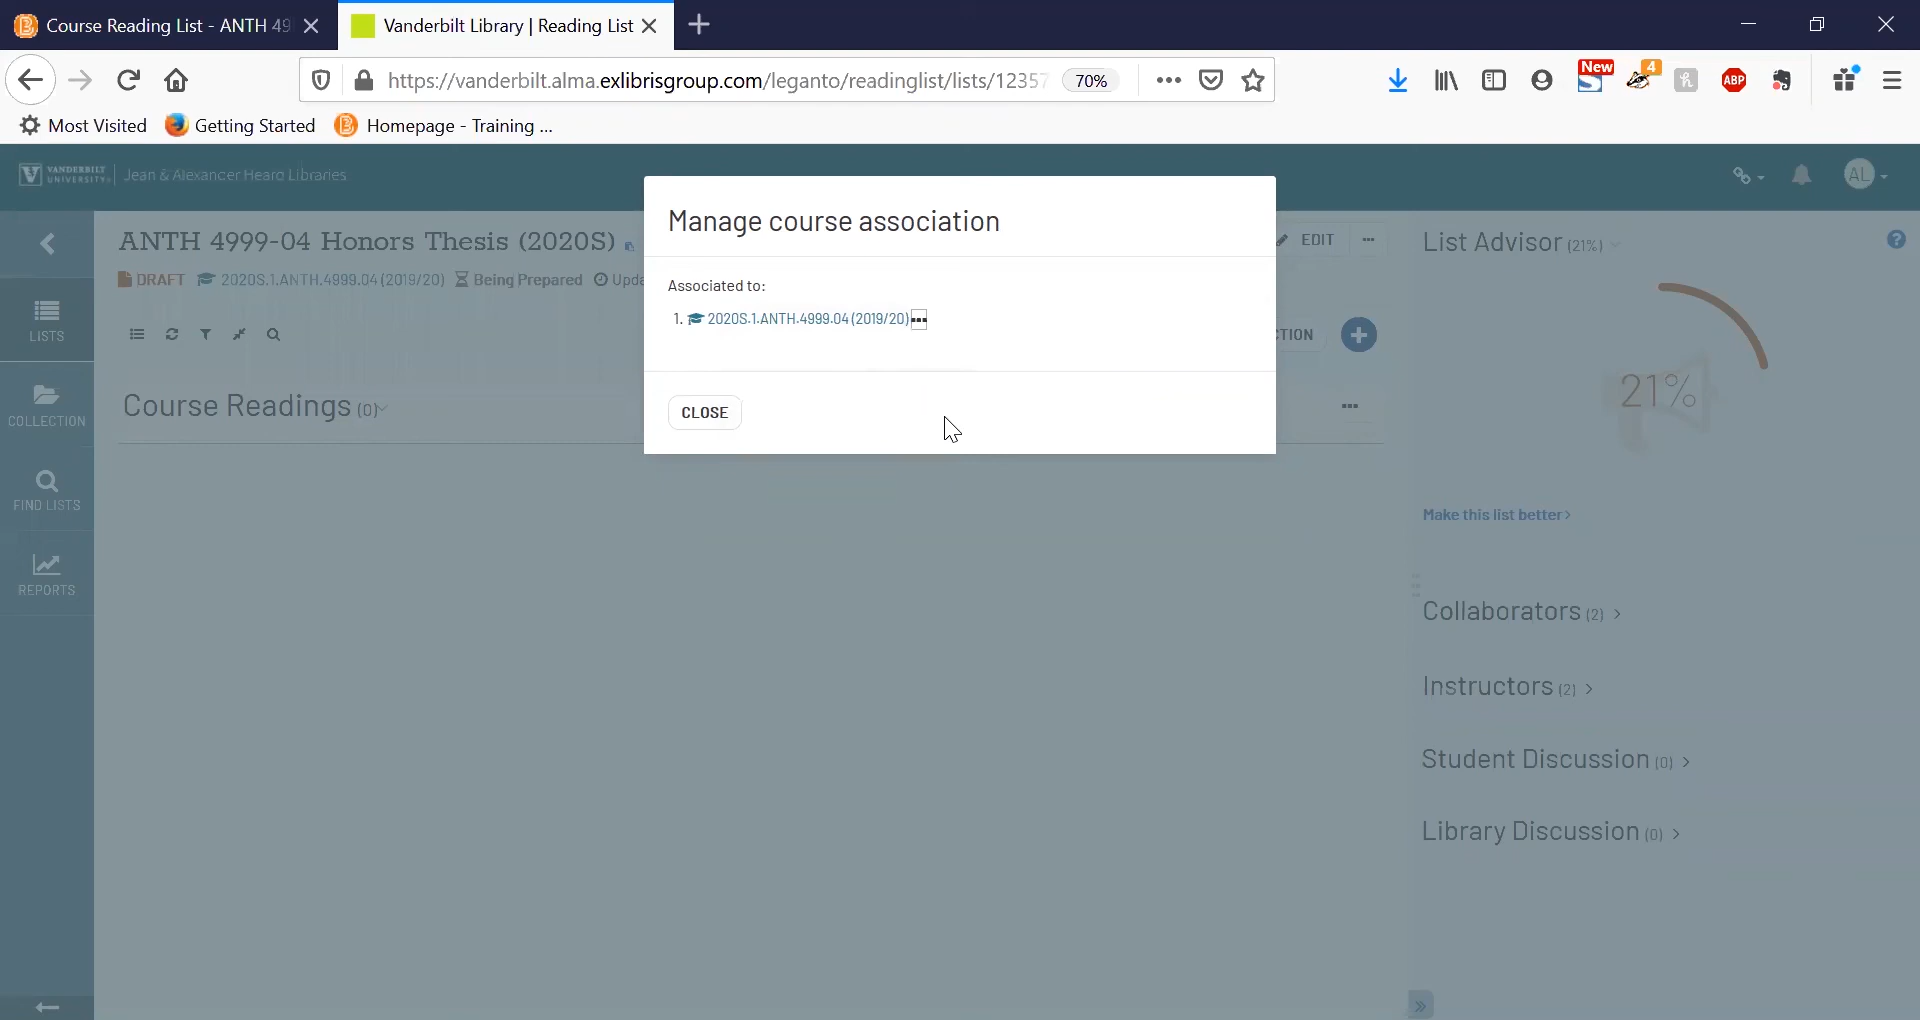 Course Reading List - ANTH 49
Vanderbilt Library | Reading List
https://vanderbilt.alma.exlibrisgroup.com/leganto/readinglist/lists/12357
70%
New
4
ABP
Most Visited
Getting Started
Homepage - Training ...
VANDERBILT UNIVERSITY
Jean & Alexander Heard Libraries
AL
Manage course association
ANTH 4999-04 Honors Thesis (2020S)
EDIT
List Advisor (21%)
DRAFT 2020S.1.ANTH.4999.04 (2019/20) Being Prepared Upda
Associated to:
1. 2020S.1.ANTH.4999.04 (2019/20)
LISTS
CTION
21%
Course Readings (0)
CLOSE
COLLECTION
FIND LISTS
Make this list better>
REPORTS
Collaborators (2) >
Instructors (2) >
Student Discussion (0) >
Library Discussion (0) >